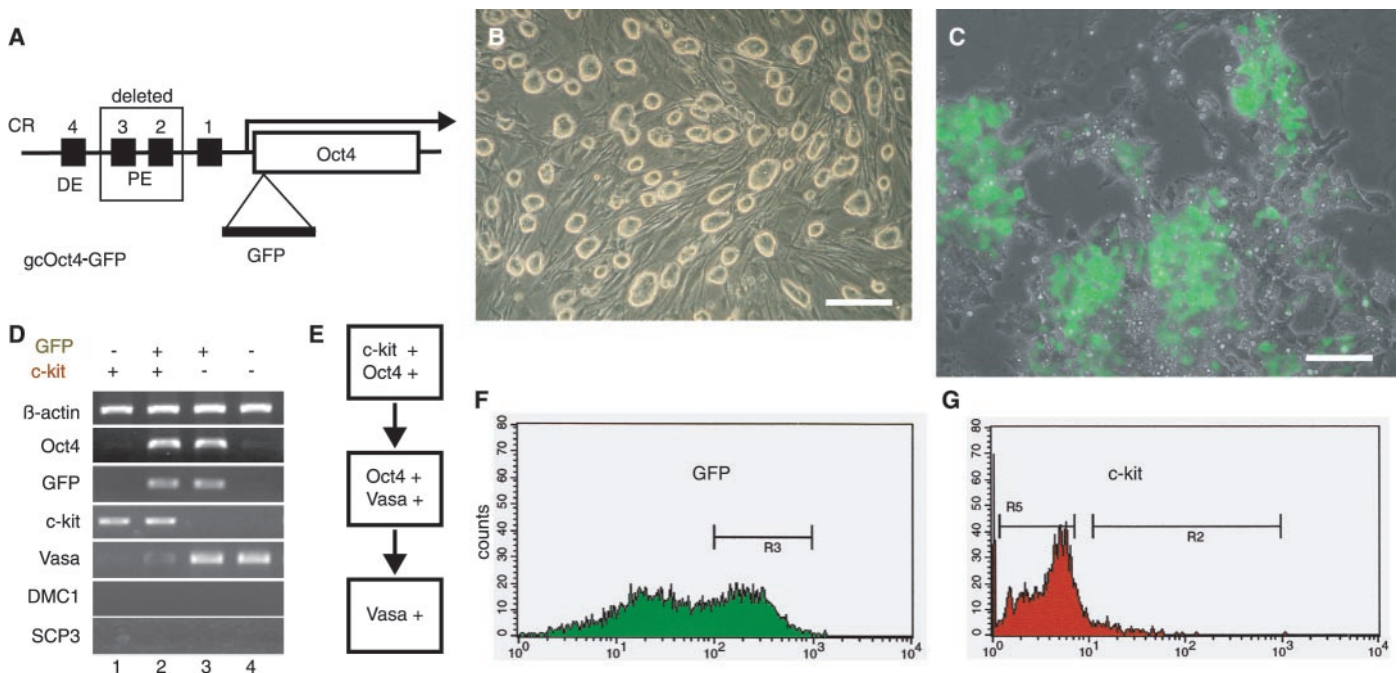 A
deleted
CR 4 3 2 1
Oct4
DE PE
GFP
gcOct4-GFP
B
C
D
GFP - + + -
c-kit + + - -
ß-actin
Oct4
GFP
c-kit
Vasa
DMC1
SCP3
1 2 3 4
E
c-kit +
Oct4 +
Oct4 +
Vasa +
Vasa +
F
80
70
60
50
40
30
20
10
0
counts
GFP
R3
10⁰ 10¹ 10² 10³ 10⁴
G
80
70
60
50
40
30
20
10
0
c-kit
R5
R2
10⁰ 10¹ 10² 10³ 10⁴